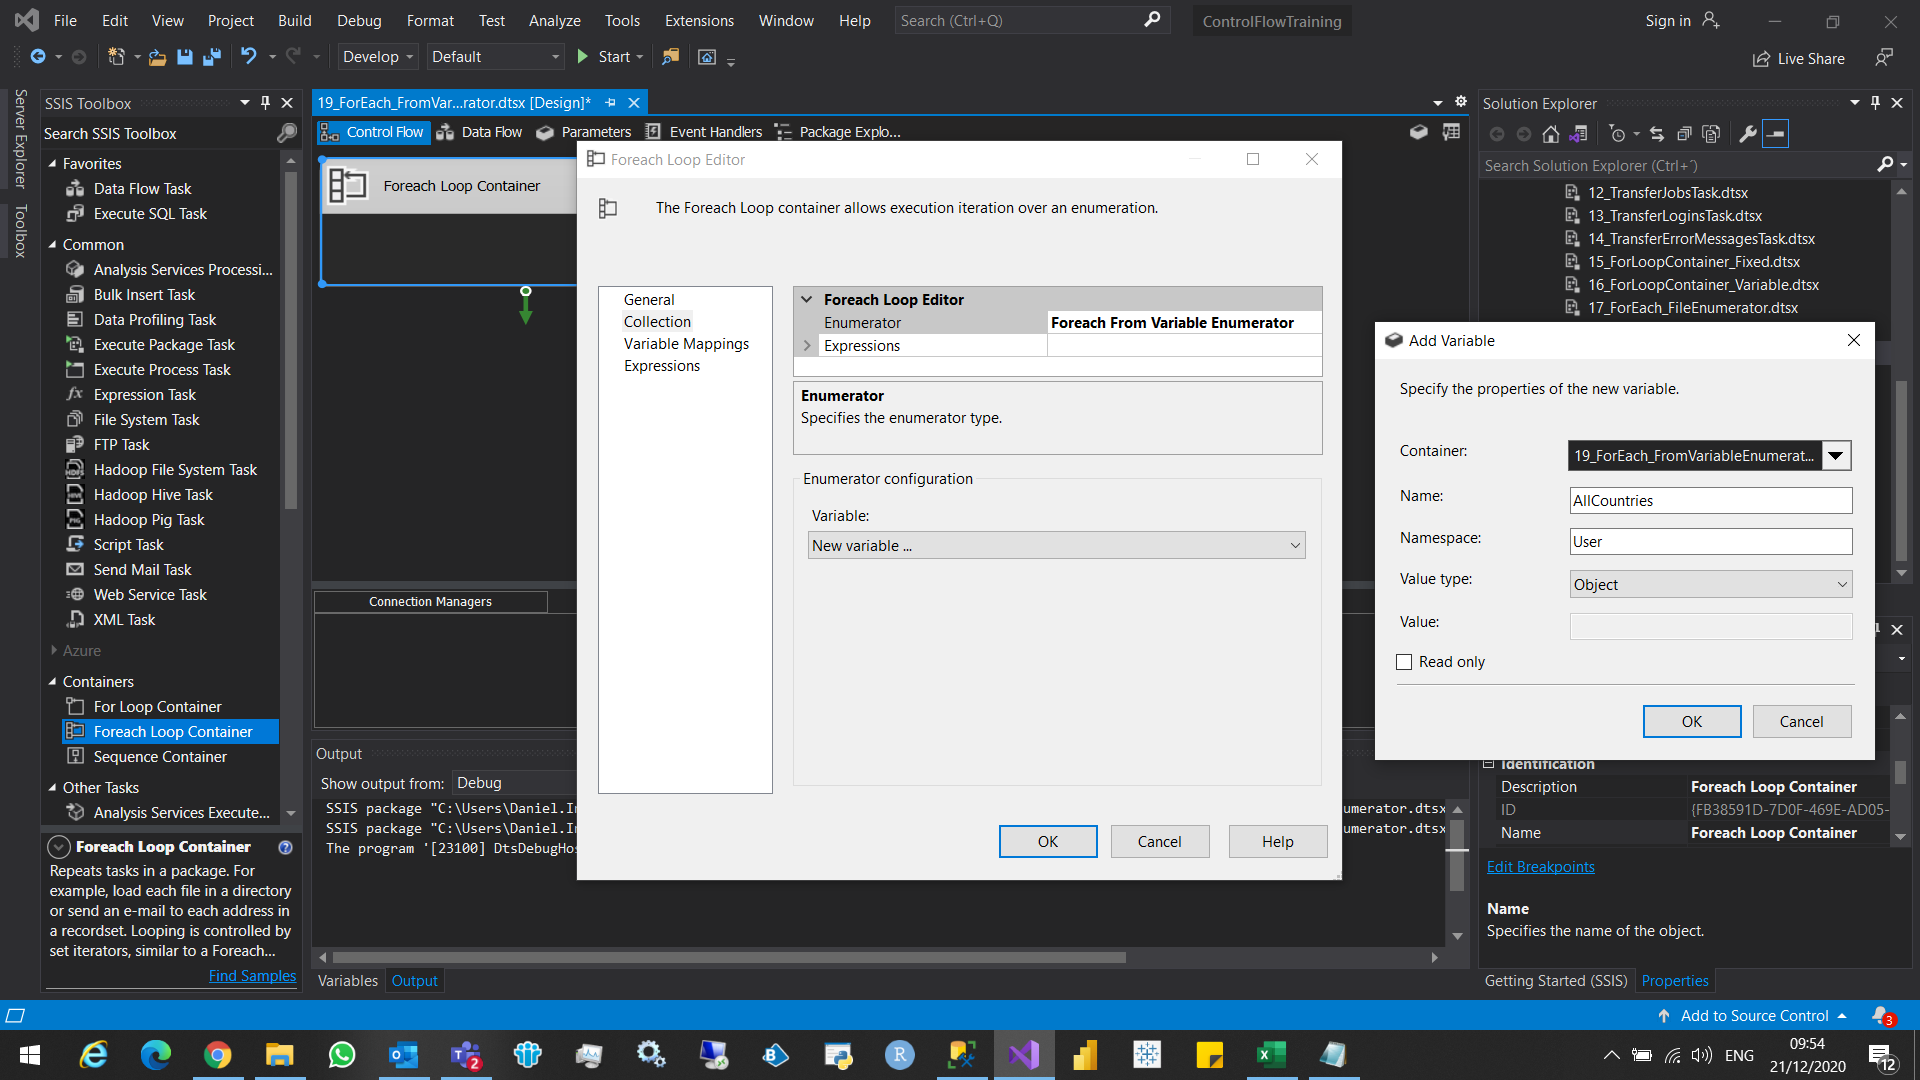 File Edit View Project Build Debug Format Test Analyze Tools Extensions Window Help Search (Ctrl+Q) ControlFlowTraining Sign in
Develop Default Start Live Share
Server Explorer
Toolbox
SSIS Toolbox
Search SSIS Toolbox
Favorites
Data Flow Task
Execute SQL Task
Common
Analysis Services Processi...
Bulk Insert Task
Data Profiling Task
Execute Package Task
Execute Process Task
Expression Task
File System Task
FTP Task
Hadoop File System Task
Hadoop Hive Task
Hadoop Pig Task
Script Task
Send Mail Task
Web Service Task
XML Task
Azure
Containers
For Loop Container
Foreach Loop Container
Sequence Container
Other Tasks
Analysis Services Execute...
Foreach Loop Container
Repeats tasks in a package. For
example, load each file in a directory
or send an e-mail to each address in
a recordset. Looping is controlled by
set iterators, similar to a Foreach...
Find Samples
19_ForEach_FromVar...rator.dtsx [Design]*
Control Flow Data Flow Parameters Event Handlers Package Explo...
Foreach Loop Container
Connection Managers
Output
Show output from: Debug
SSIS package "C:\Users\Daniel.In umerator.dtsx
SSIS package "C:\Users\Daniel.In umerator.dtsx
The program '[23100] DtsDebugHos
Variables Output
Foreach Loop Editor
The Foreach Loop container allows execution iteration over an enumeration.
General
Collection
Variable Mappings
Expressions
Foreach Loop Editor
Enumerator Foreach From Variable Enumerator
Expressions
Enumerator
Specifies the enumerator type.
Enumerator configuration
Variable:
New variable ...
OK Cancel Help
Solution Explorer
Search Solution Explorer (Ctrl+´)
12_TransferJobsTask.dtsx
13_TransferLoginsTask.dtsx
14_TransferErrorMessagesTask.dtsx
15_ForLoopContainer_Fixed.dtsx
16_ForLoopContainer_Variable.dtsx
17_ForEach_FileEnumerator.dtsx
Add Variable
Specify the properties of the new variable.
Container: 19_ForEach_FromVariableEnumerat...
Name: AllCountries
Namespace: User
Value type: Object
Value:
Read only
OK Cancel
Identification
Description Foreach Loop Container
ID {FB38591D-7D0F-469E-AD05-
Name Foreach Loop Container
Edit Breakpoints
Name
Specifies the name of the object.
Getting Started (SSIS) Properties
Add to Source Control 3
2
ENG
09:54
21/12/2020
12